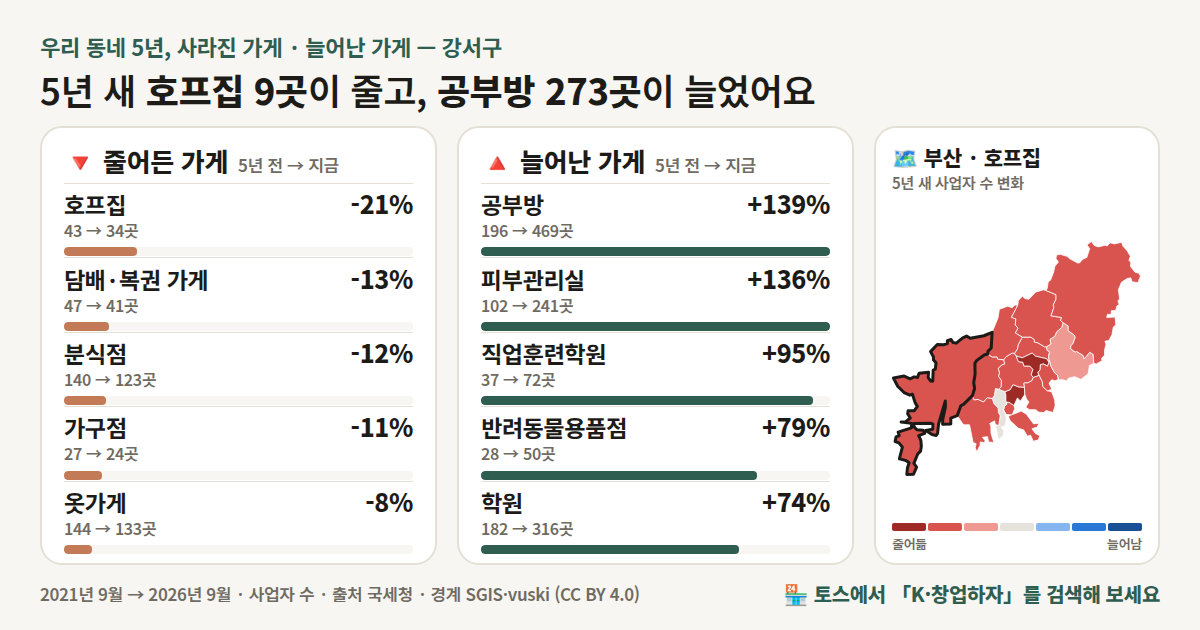 우리 동네 5년, 사라진 가게 · 늘어난 가게 — 강서구
5년 새 호프집 9곳이 줄고, 공부방 273곳이 늘었어요
🔻 줄어든 가게 5년 전 → 지금
호프집 -21%
43 → 34곳
담배·복권 가게 -13%
47 → 41곳
분식점 -12%
140 → 123곳
가구점 -11%
27 → 24곳
옷가게 -8%
144 → 133곳
🔺 늘어난 가게 5년 전 → 지금
공부방 +139%
196 → 469곳
피부관리실 +136%
102 → 241곳
직업훈련학원 +95%
37 → 72곳
반려동물용품점 +79%
28 → 50곳
학원 +74%
182 → 316곳
🗺️ 부산 · 호프집
5년 새 사업자 수 변화
줄어듦 늘어남
2021년 9월 → 2026년 9월 · 사업자 수 · 출처 국세청 · 경계 SGIS·vuski (CC BY 4.0)
🏪 토스에서 「K·창업하자」를 검색해 보세요